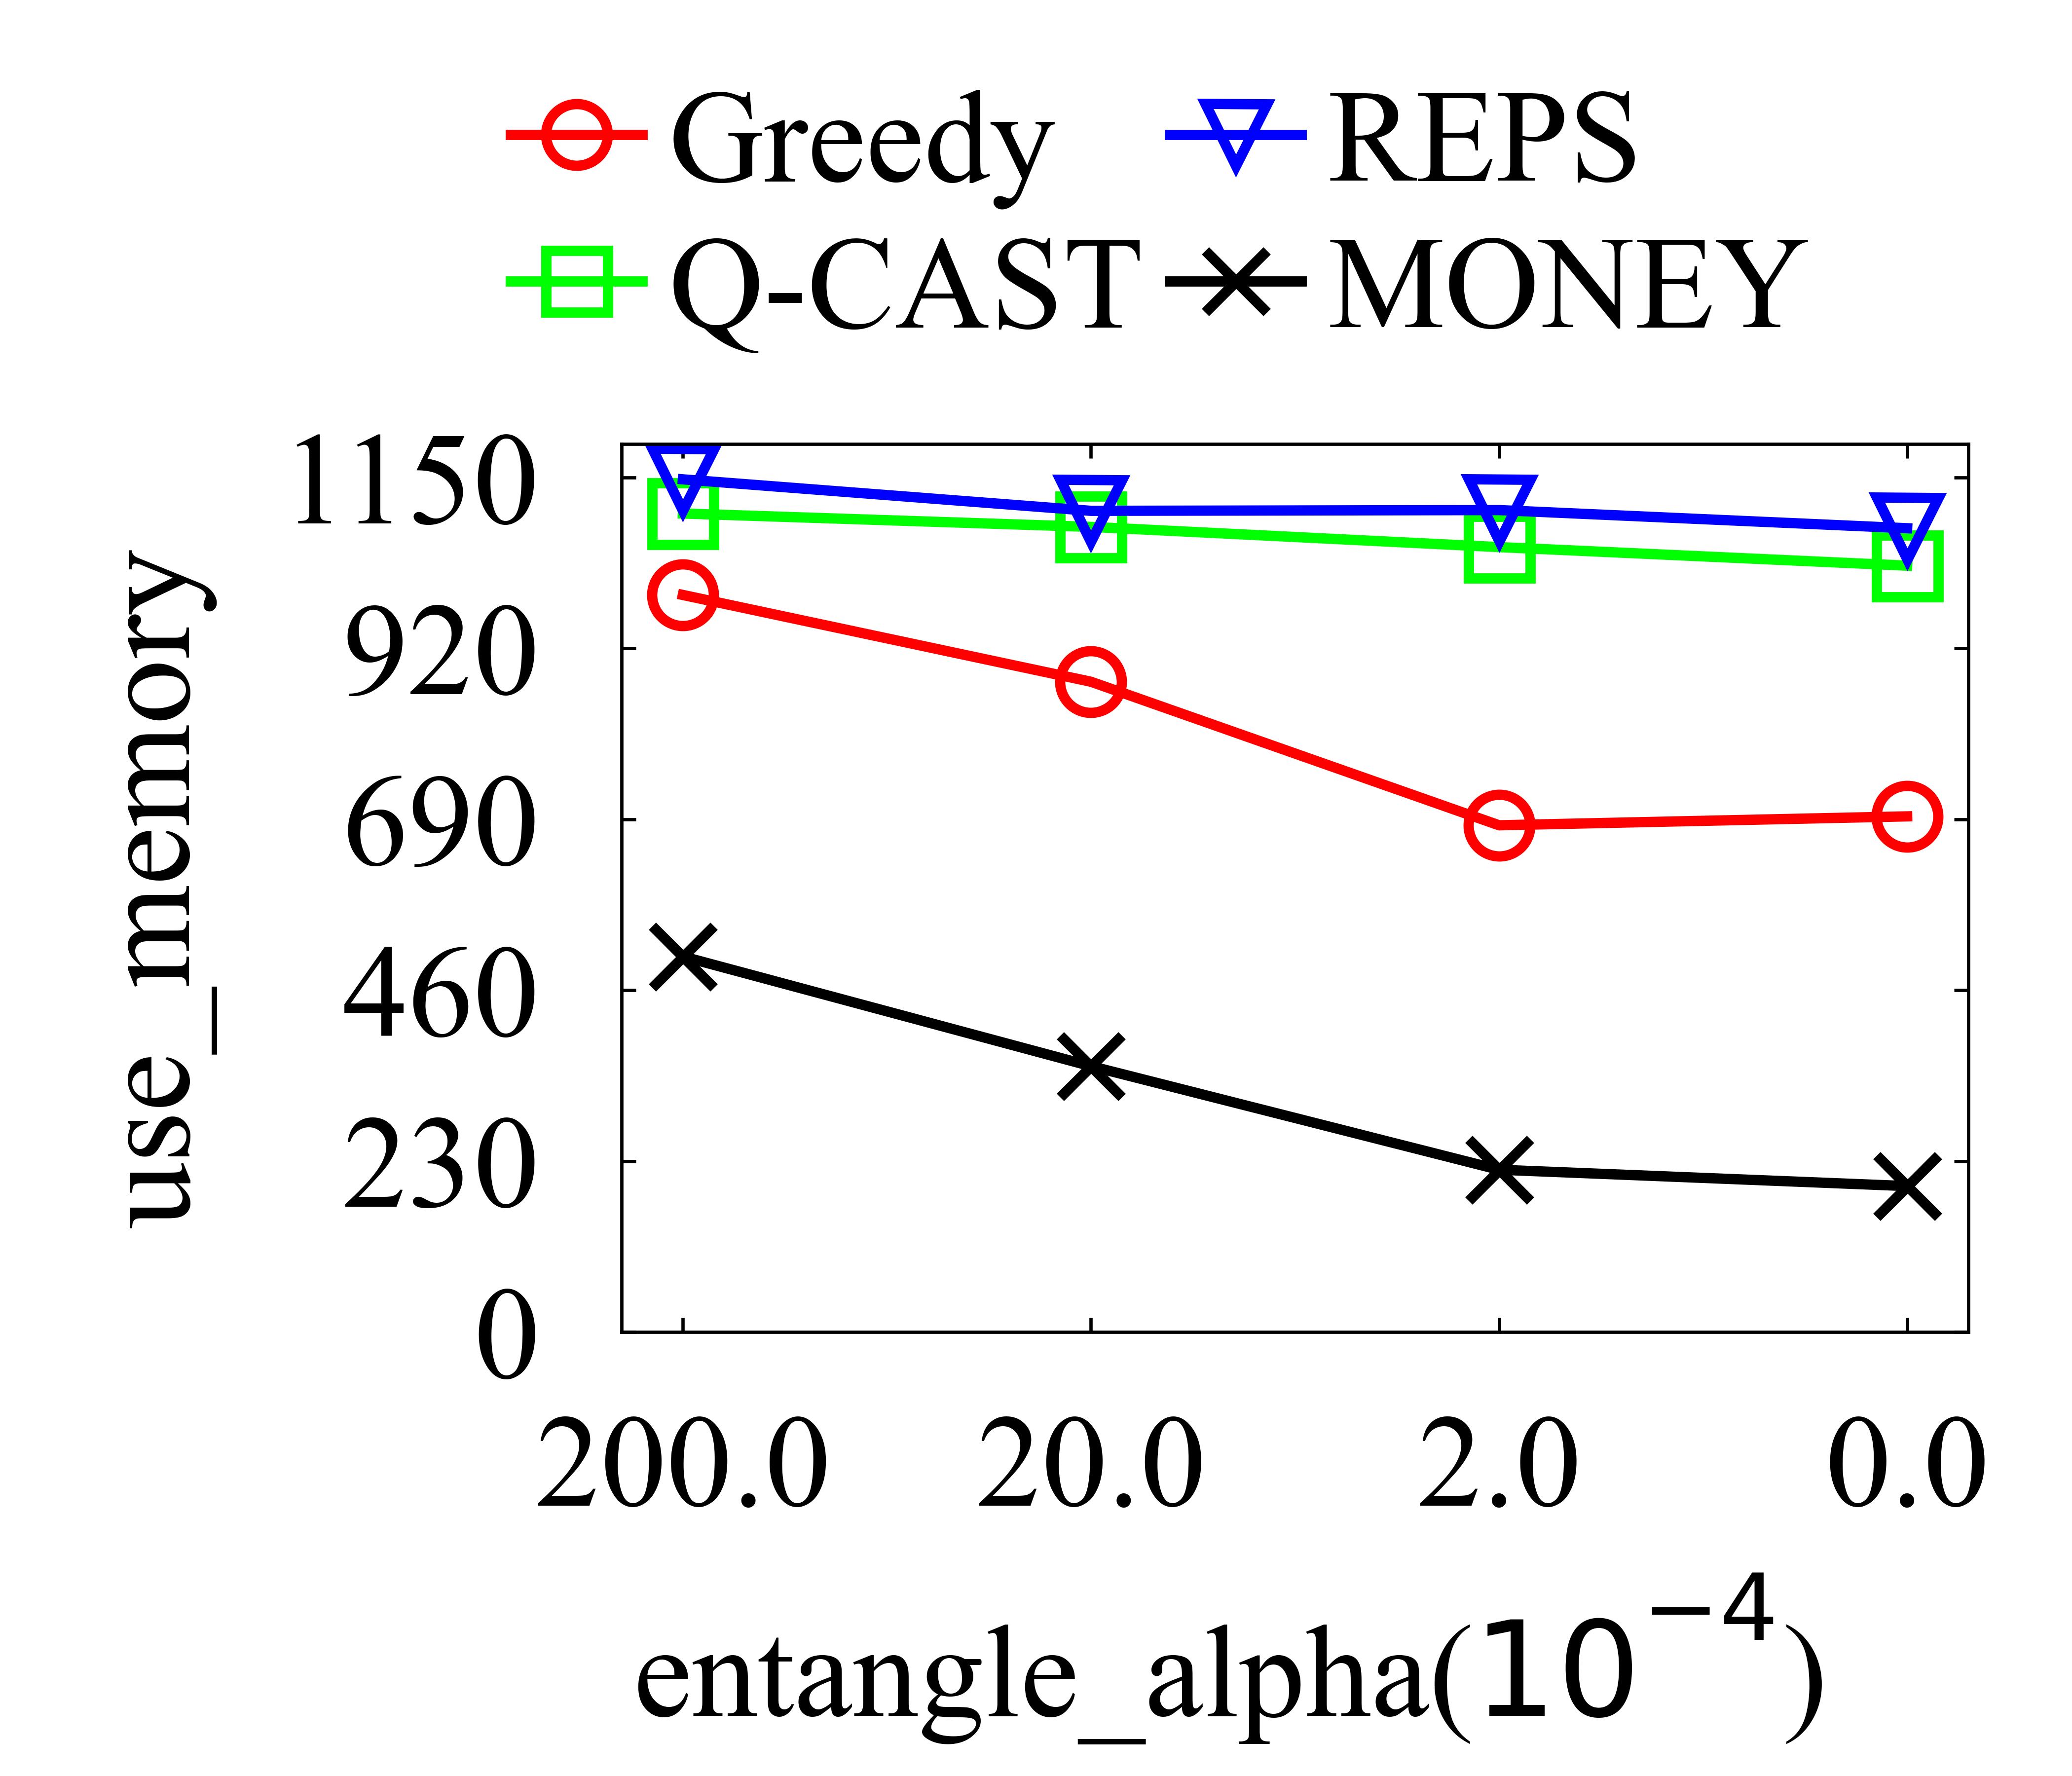 Greedy REPS
Q-CAST MONEY
use_memory
1150
920
690
460
230
0
200.0 20.0 2.0 0.0
entangle_alpha(10⁻⁴)